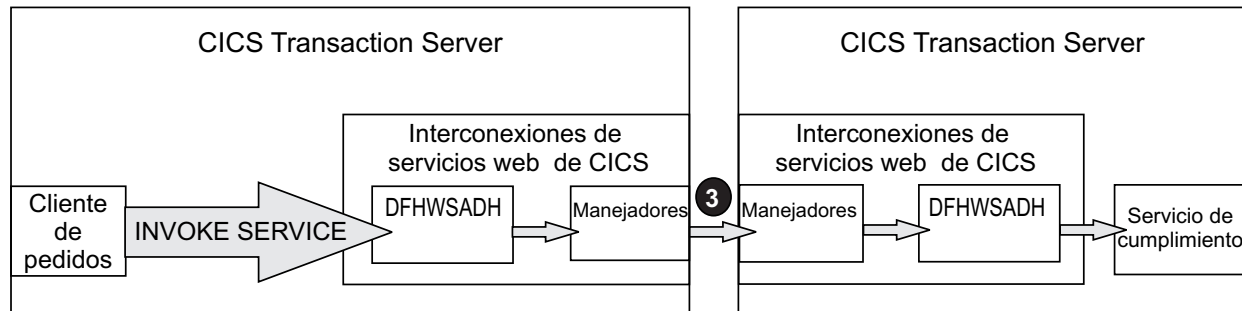 CICS Transaction Server
Interconexiones de
servicios web de CICS
Cliente
de
pedidos
INVOKE SERVICE
DFHWSADH
Manejadores
3
CICS Transaction Server
Interconexiones de
servicios web de CICS
Manejadores
DFHWSADH
Servicio de
cumplimiento